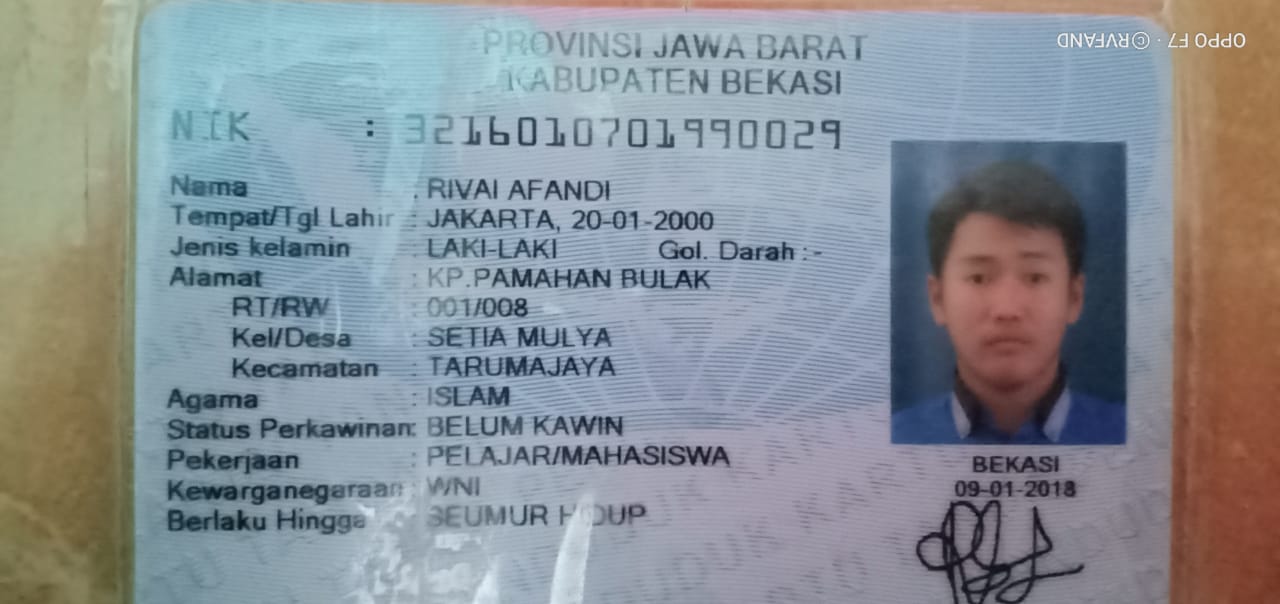 PROVINSI JAWA BARAT
KABUPATEN BEKASI
NIK : 3216010701990029
Nama : RIVAI AFANDI
Tempat/Tgl Lahir : JAKARTA, 20-01-2000
Jenis kelamin : LAKI-LAKI Gol. Darah : -
Alamat : KP.PAMAHAN BULAK
RT/RW : 001/008
Kel/Desa : SETIA MULYA
Kecamatan : TARUMAJAYA
Agama : ISLAM
Status Perkawinan: BELUM KAWIN
Pekerjaan : PELAJAR/MAHASISWA
Kewarganegaraan : WNI
Berlaku Hingga : SEUMUR HIDUP
BEKASI
09-01-2018
OPPO F7 · ©RVFAND